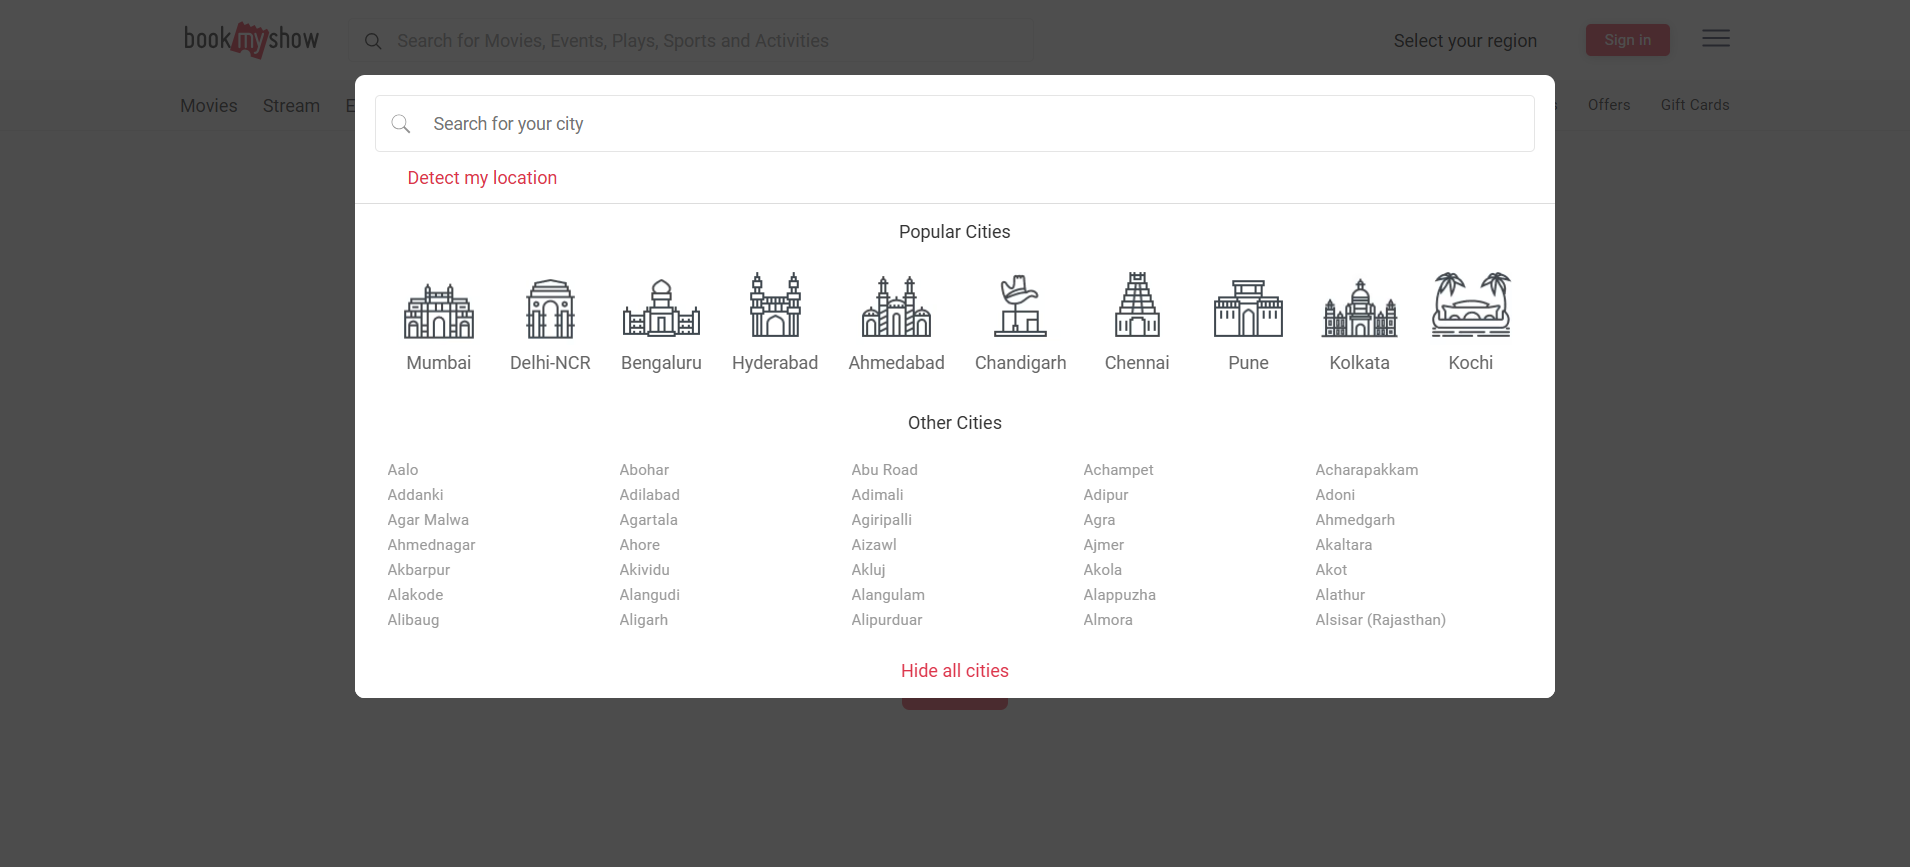 bookmyshow
Search for Movies, Events, Plays, Sports and Activities
Select your region
Sign in
Movies
Stream
Offers
Gift Cards
Search for your city
Detect my location
Popular Cities
Mumbai
Delhi-NCR
Bengaluru
Hyderabad
Ahmedabad
Chandigarh
Chennai
Pune
Kolkata
Kochi
Other Cities
Aalo Abohar Abu Road Achampet Acharapakkam
Addanki Adilabad Adimali Adipur Adoni
Agar Malwa Agartala Agiripalli Agra Ahmedgarh
Ahmednagar Ahore Aizawl Ajmer Akaltara
Akbarpur Akividu Akluj Akola Akot
Alakode Alangudi Alangulam Alappuzha Alathur
Alibaug Aligarh Alipurduar Almora Alsisar (Rajasthan)
Hide all cities